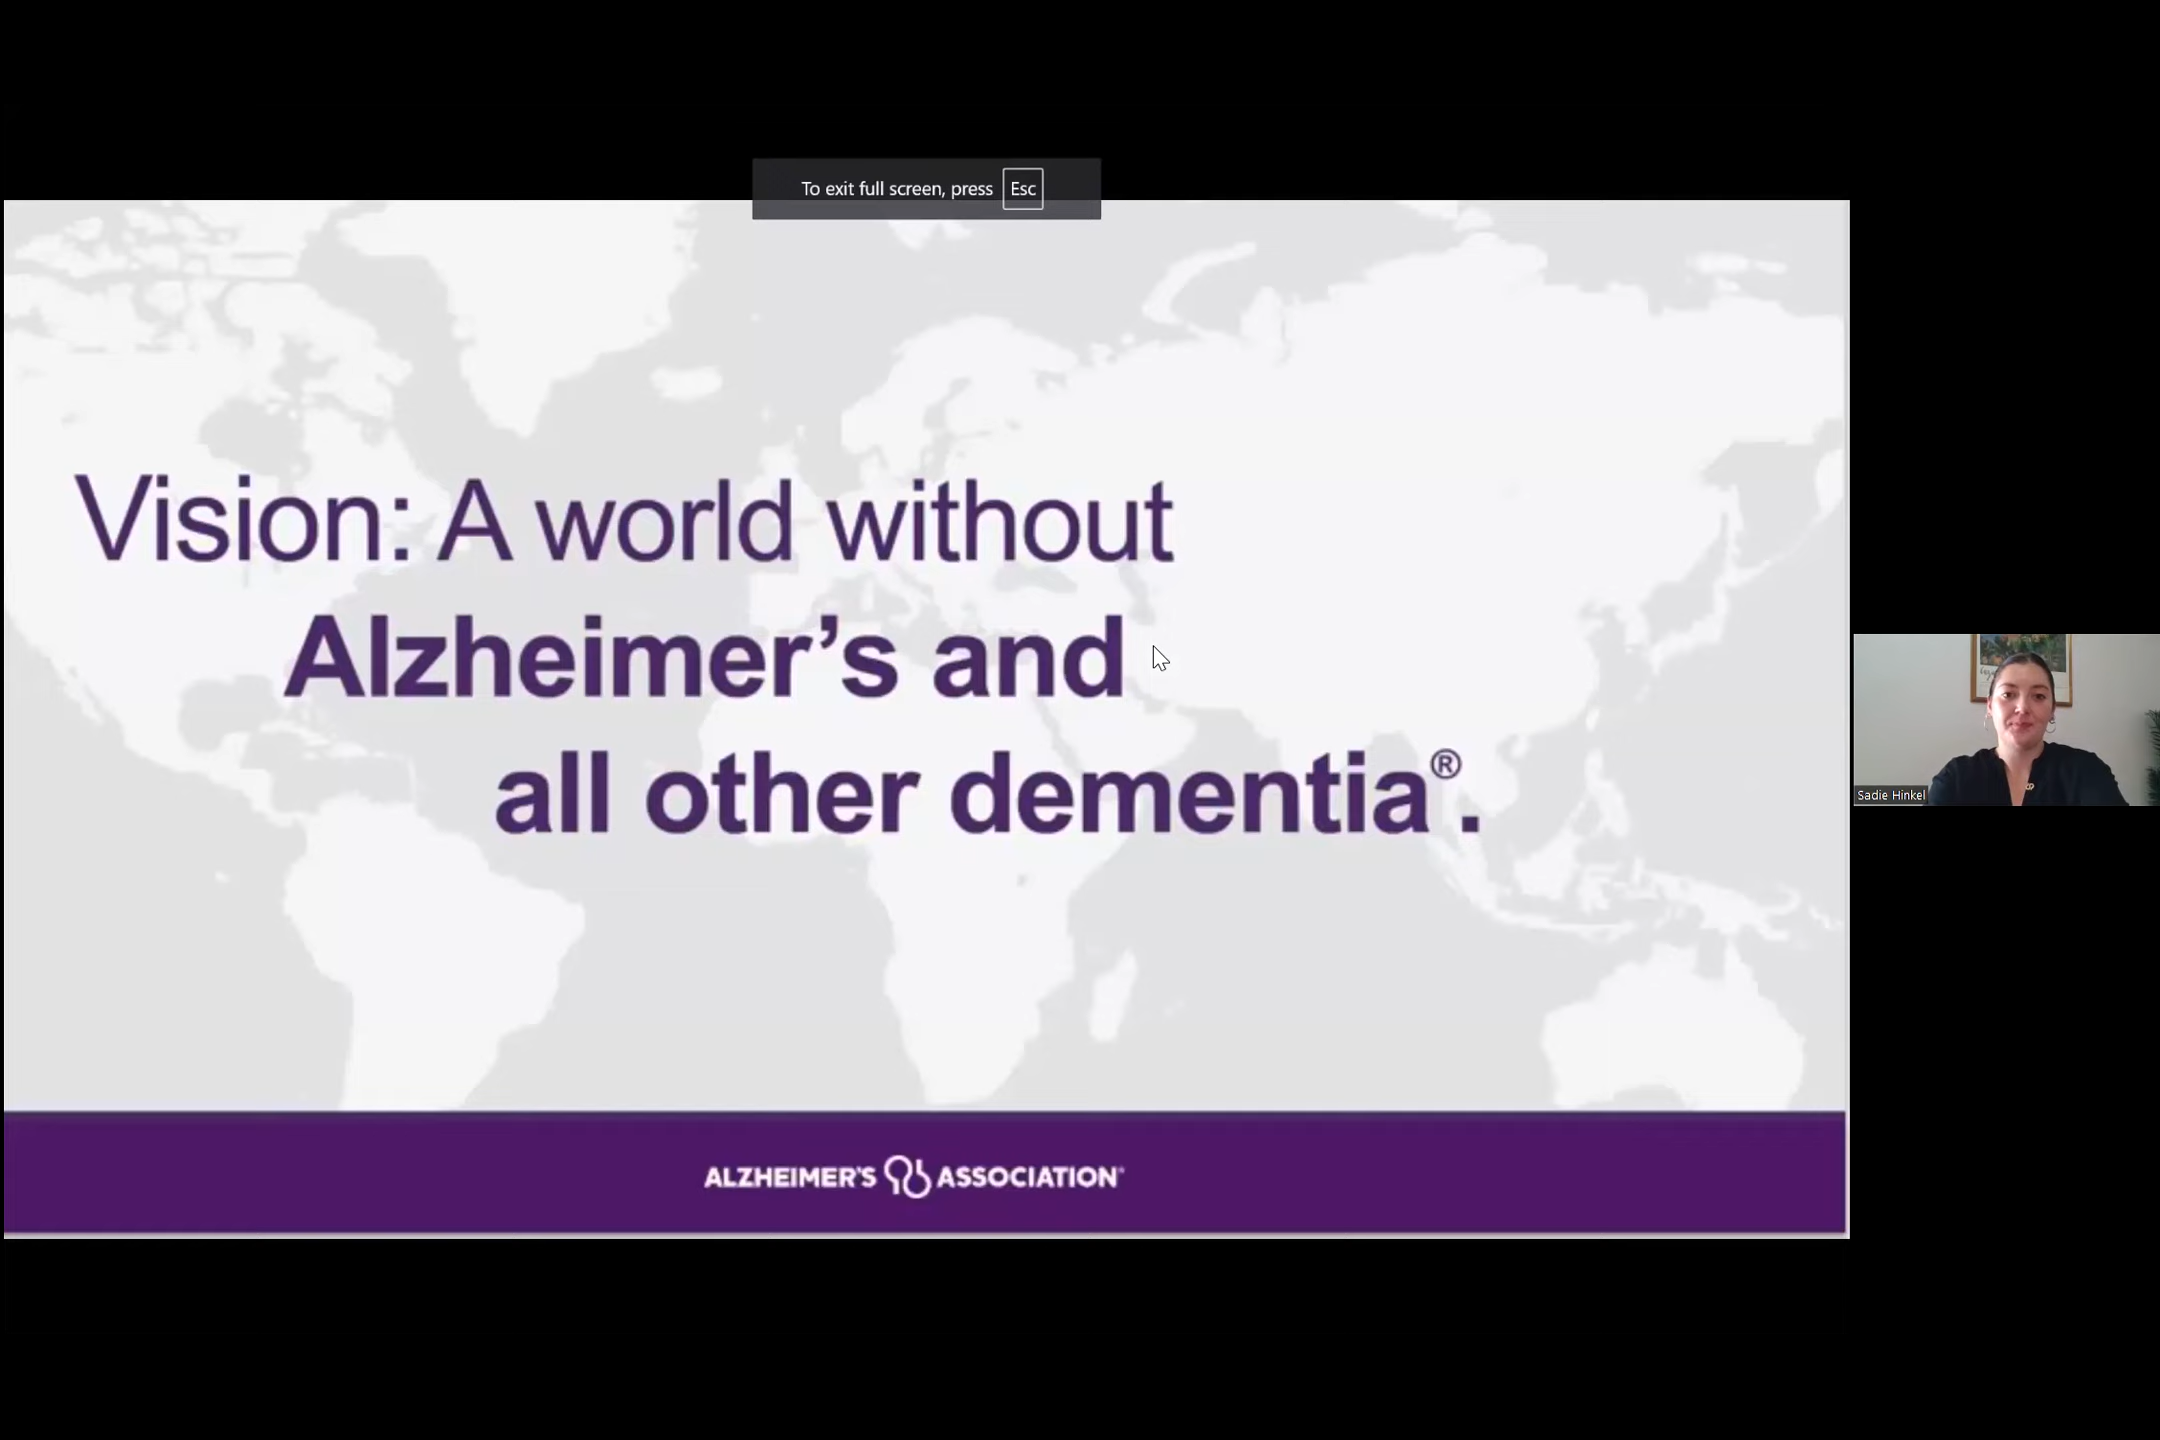 To exit full screen, press Esc
Vision: A world without
Alzheimer’s and
all other dementia®.
Sadie Hinkel
ALZHEIMER'S ASSOCIATION®